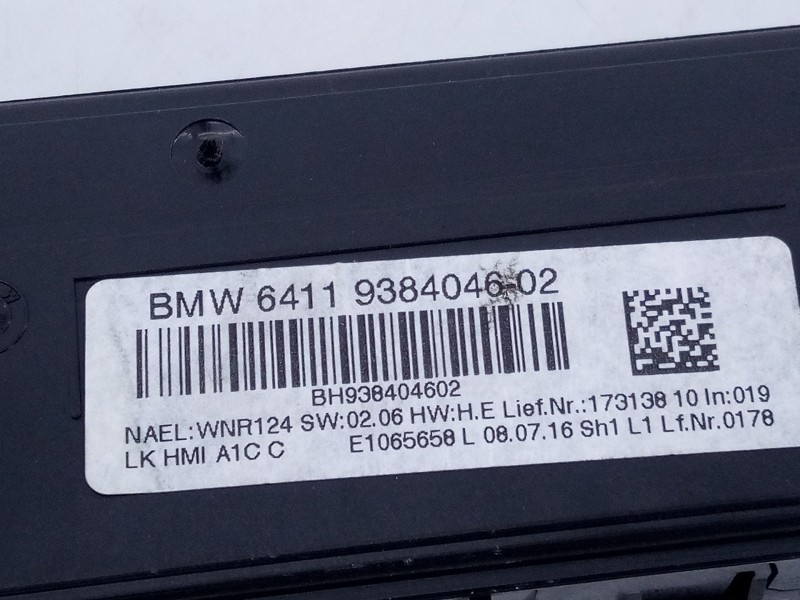 BMW 6411 9384046-02
BH938404602
NAEL:WNR124 SW:02.06 HW:H.E Lief.Nr.:173138 10 In:019
LK HMI A1C C E1065658 L 08.07.16 Sh1 L1 Lf.Nr.0178